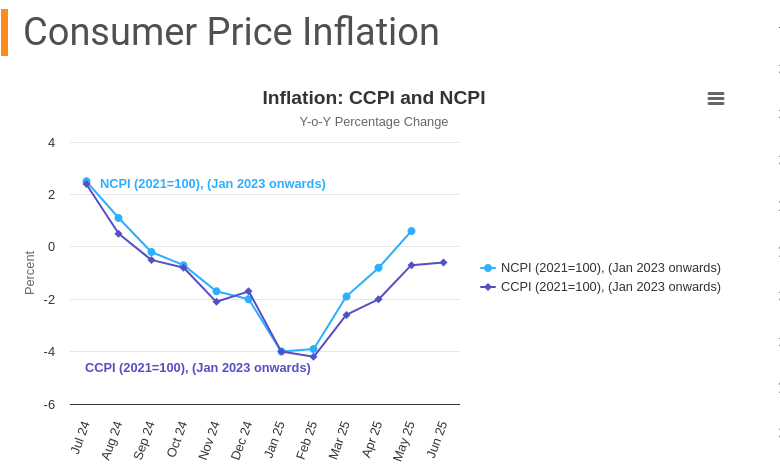 Consumer Price Inflation
Inflation: CCPI and NCPI
Y-o-Y Percentage Change
4
2
0
-2
-4
-6
Percent
NCPI (2021=100), (Jan 2023 onwards)
CCPI (2021=100), (Jan 2023 onwards)
NCPI (2021=100), (Jan 2023 onwards)
CCPI (2021=100), (Jan 2023 onwards)
Jul 24
Aug 24
Sep 24
Oct 24
Nov 24
Dec 24
Jan 25
Feb 25
Mar 25
Apr 25
May 25
Jun 25